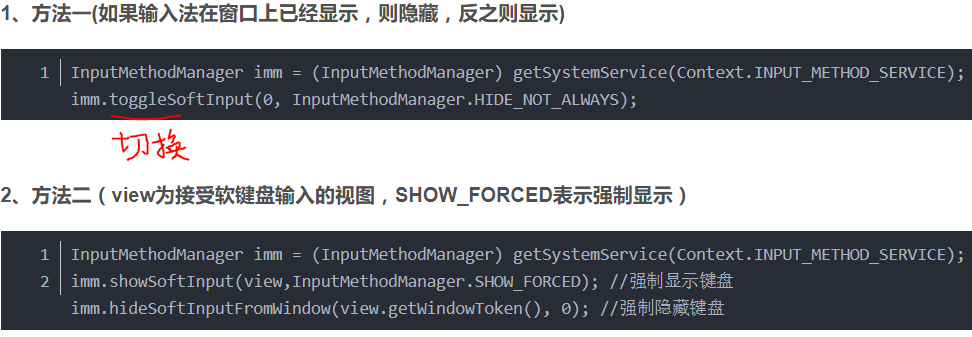 1、方法一(如果输入法在窗口上已经显示，则隐藏，反之则显示)
1 InputMethodManager imm = (InputMethodManager) getSystemService(Context.INPUT_METHOD_SERVICE);
imm.toggleSoftInput(0, InputMethodManager.HIDE_NOT_ALWAYS);
切换
2、方法二（view为接受软键盘输入的视图，SHOW_FORCED表示强制显示）
1 InputMethodManager imm = (InputMethodManager) getSystemService(Context.INPUT_METHOD_SERVICE);
2 imm.showSoftInput(view,InputMethodManager.SHOW_FORCED); //强制显示键盘
imm.hideSoftInputFromWindow(view.getWindowToken(), 0); //强制隐藏键盘